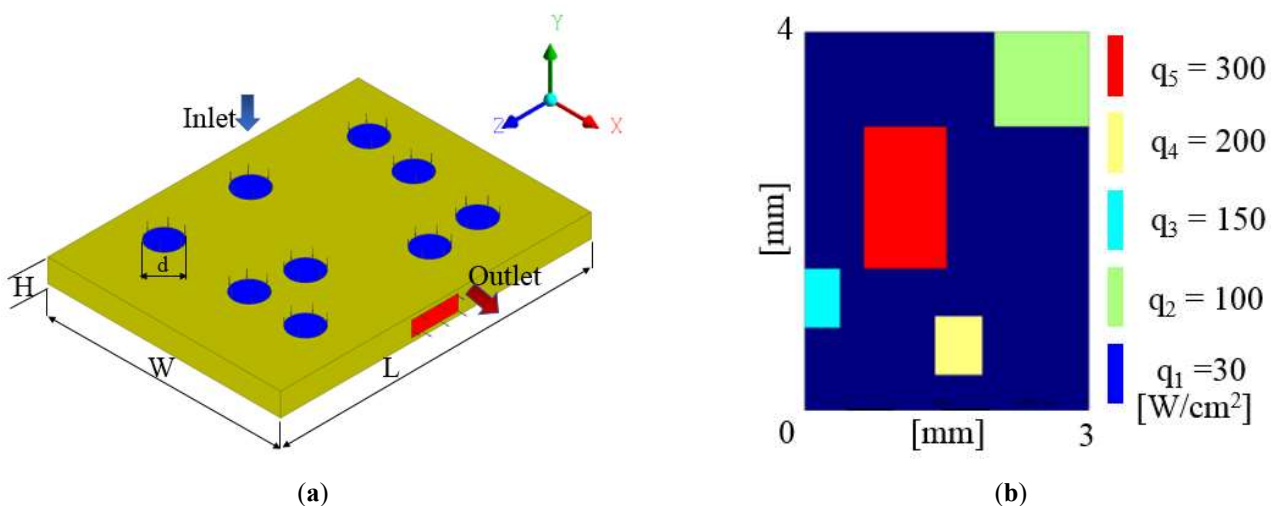 Inlet
Y
Z
X
d
H
Outlet
W
L
(a)
4
[mm]
0
[mm]
3
q₅ = 300
q₄ = 200
q₃ = 150
q₂ = 100
q₁ =30
[W/cm²]
(b)